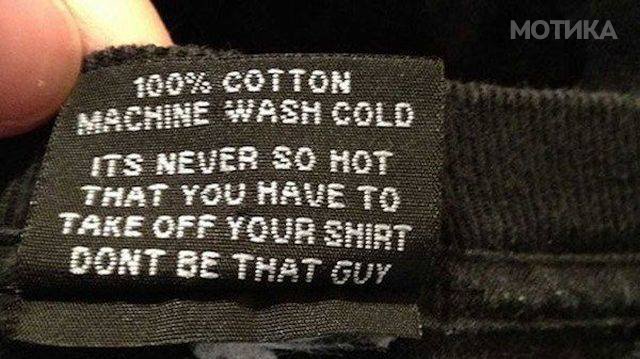 МОТИКА
100% COTTON
MACHINE WASH COLD
ITS NEVER SO HOT
THAT YOU HAVE TO
TAKE OFF YOUR SHIRT
DONT BE THAT GUY